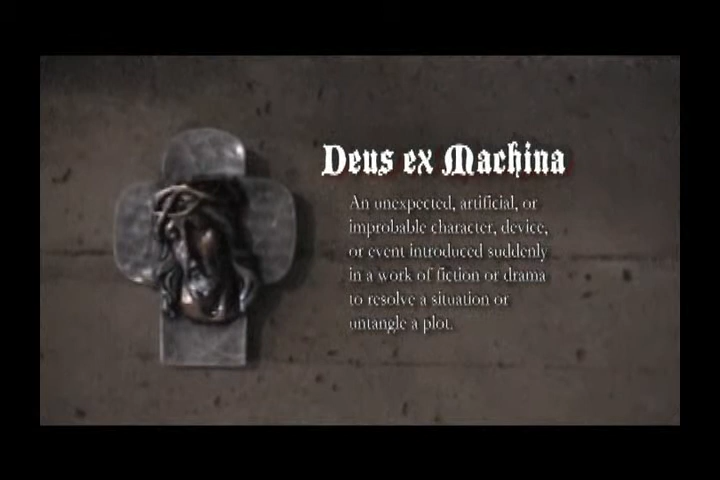 Deus ex Machina
An unexpected, artificial, or
improbable character, device,
or event introduced suddenly
in a work of fiction or drama
to resolve a situation or
untangle a plot.